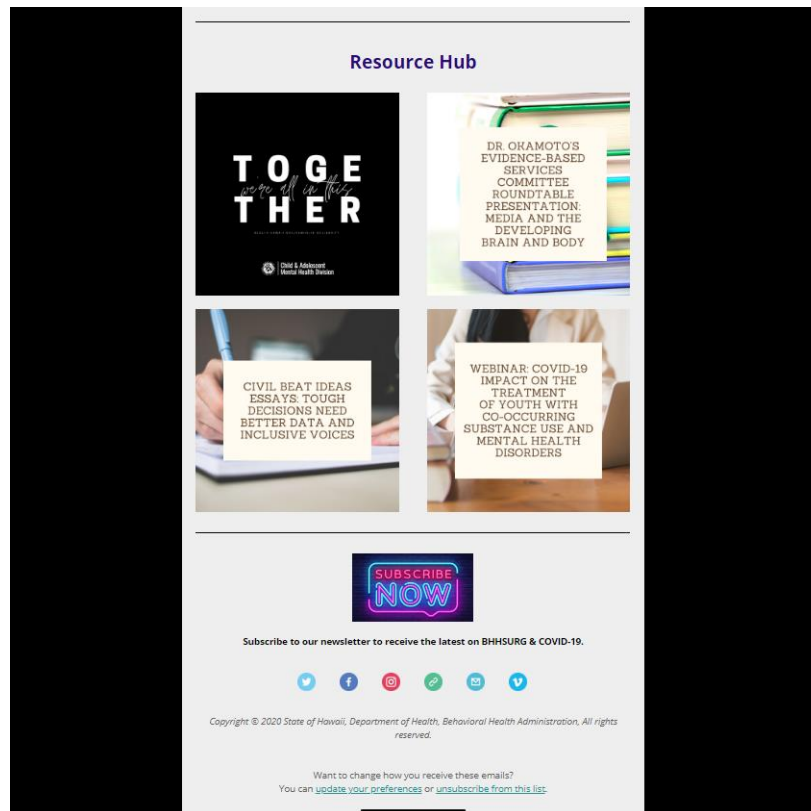 Resource Hub
TOGE
we're all in this
THER
Child & Adolescent
Mental Health Division
DR. OKAMOTO'S
EVIDENCE-BASED
SERVICES
COMMITTEE
ROUNDTABLE
PRESENTATION:
MEDIA AND THE
DEVELOPING
BRAIN AND BODY
CIVIL BEAT IDEAS
ESSAYS: TOUGH
DECISIONS NEED
BETTER DATA AND
INCLUSIVE VOICES
WEBINAR: COVID-19
IMPACT ON THE
TREATMENT
OF YOUTH WITH
CO-OCCURRING
SUBSTANCE USE AND
MENTAL HEALTH
DISORDERS
SUBSCRIBE
NOW
Subscribe to our newsletter to receive the latest on BHHSURG & COVID-19.
Copyright © 2020 State of Hawaii, Department of Health, Behavioral Health Administration, All rights
reserved.
Want to change how you receive these emails?
You can update your preferences or unsubscribe from this list.